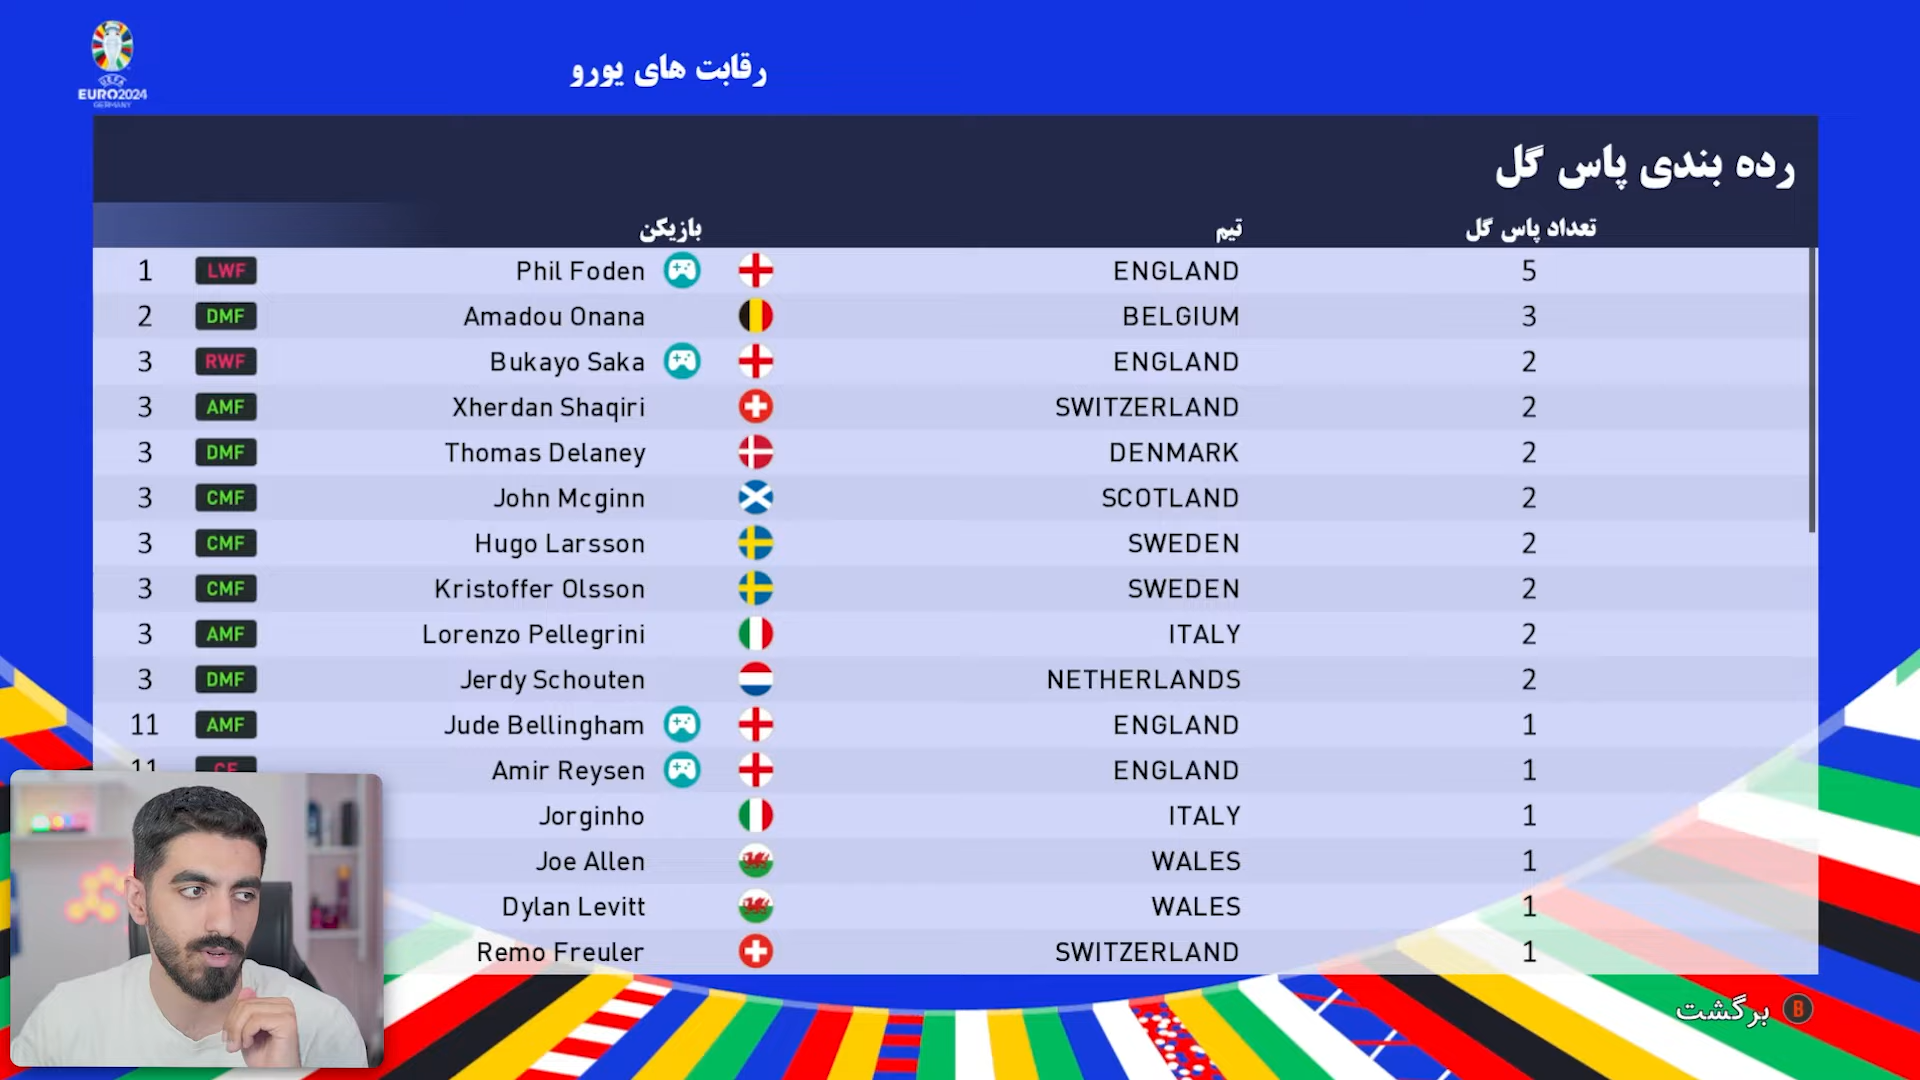 UEFA
EURO2024
GERMANY
رقابت های یورو
رده بندی پاس گل
بازیکن تیم تعداد پاس گل
1 LWF Phil Foden ENGLAND 5
2 DMF Amadou Onana BELGIUM 3
3 RWF Bukayo Saka ENGLAND 2
3 AMF Xherdan Shaqiri SWITZERLAND 2
3 DMF Thomas Delaney DENMARK 2
3 CMF John Mcginn SCOTLAND 2
3 CMF Hugo Larsson SWEDEN 2
3 CMF Kristoffer Olsson SWEDEN 2
3 AMF Lorenzo Pellegrini ITALY 2
3 DMF Jerdy Schouten NETHERLANDS 2
11 AMF Jude Bellingham ENGLAND 1
11 CF Amir Reysen ENGLAND 1
Jorginho ITALY 1
Joe Allen WALES 1
Dylan Levitt WALES 1
Remo Freuler SWITZERLAND 1
برگشت B